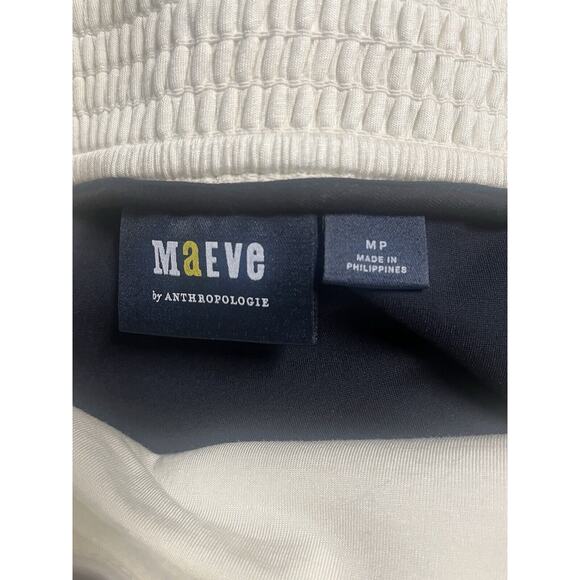 MaEVe
by ANTHROPOLOGIE
MP
MADE IN
PHILIPPINES